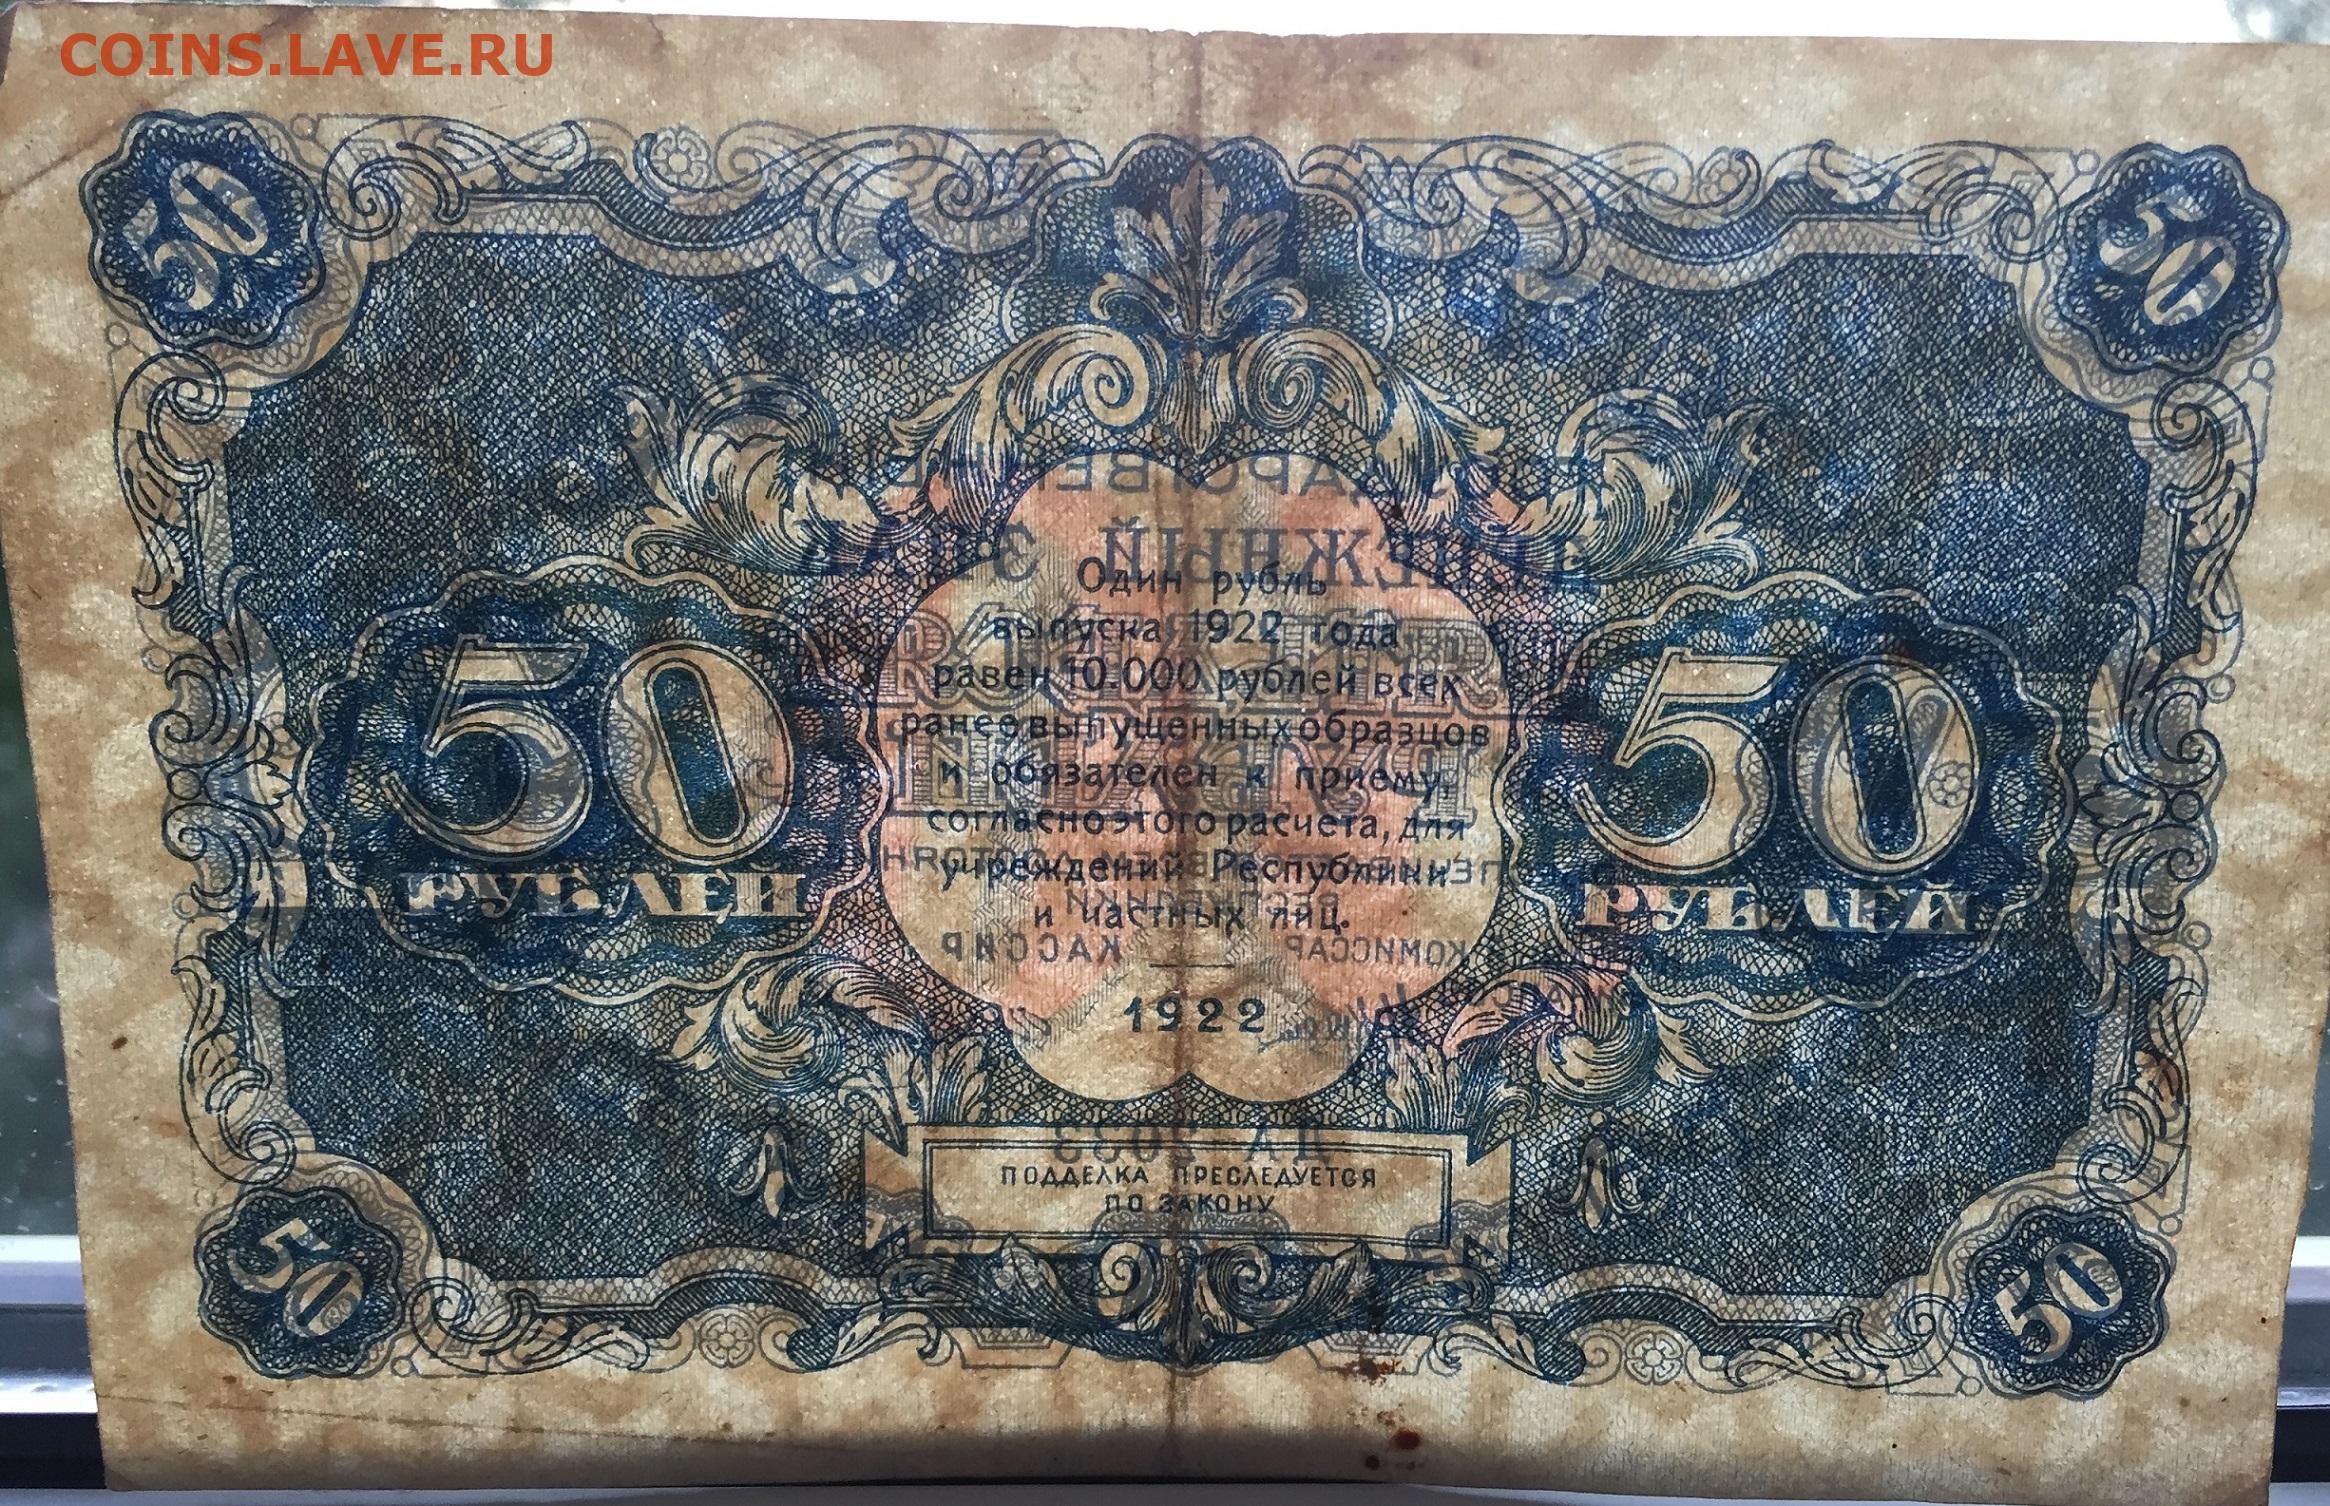 COINS.LAVE.RU
50 50
Один рубль
выпуска 1922 года
равен 10.000 рублей всех
ранее выпущенных образцов
и обязателен к приему,
согласно этого расчета, для
учреждений Республики
и частных лиц.
50 50
РУБЛЕЙ РУБЛЕЙ
1922
ПОДДЕЛКА ПРЕСЛЕДУЕТСЯ
ПО ЗАКОНУ
50 50